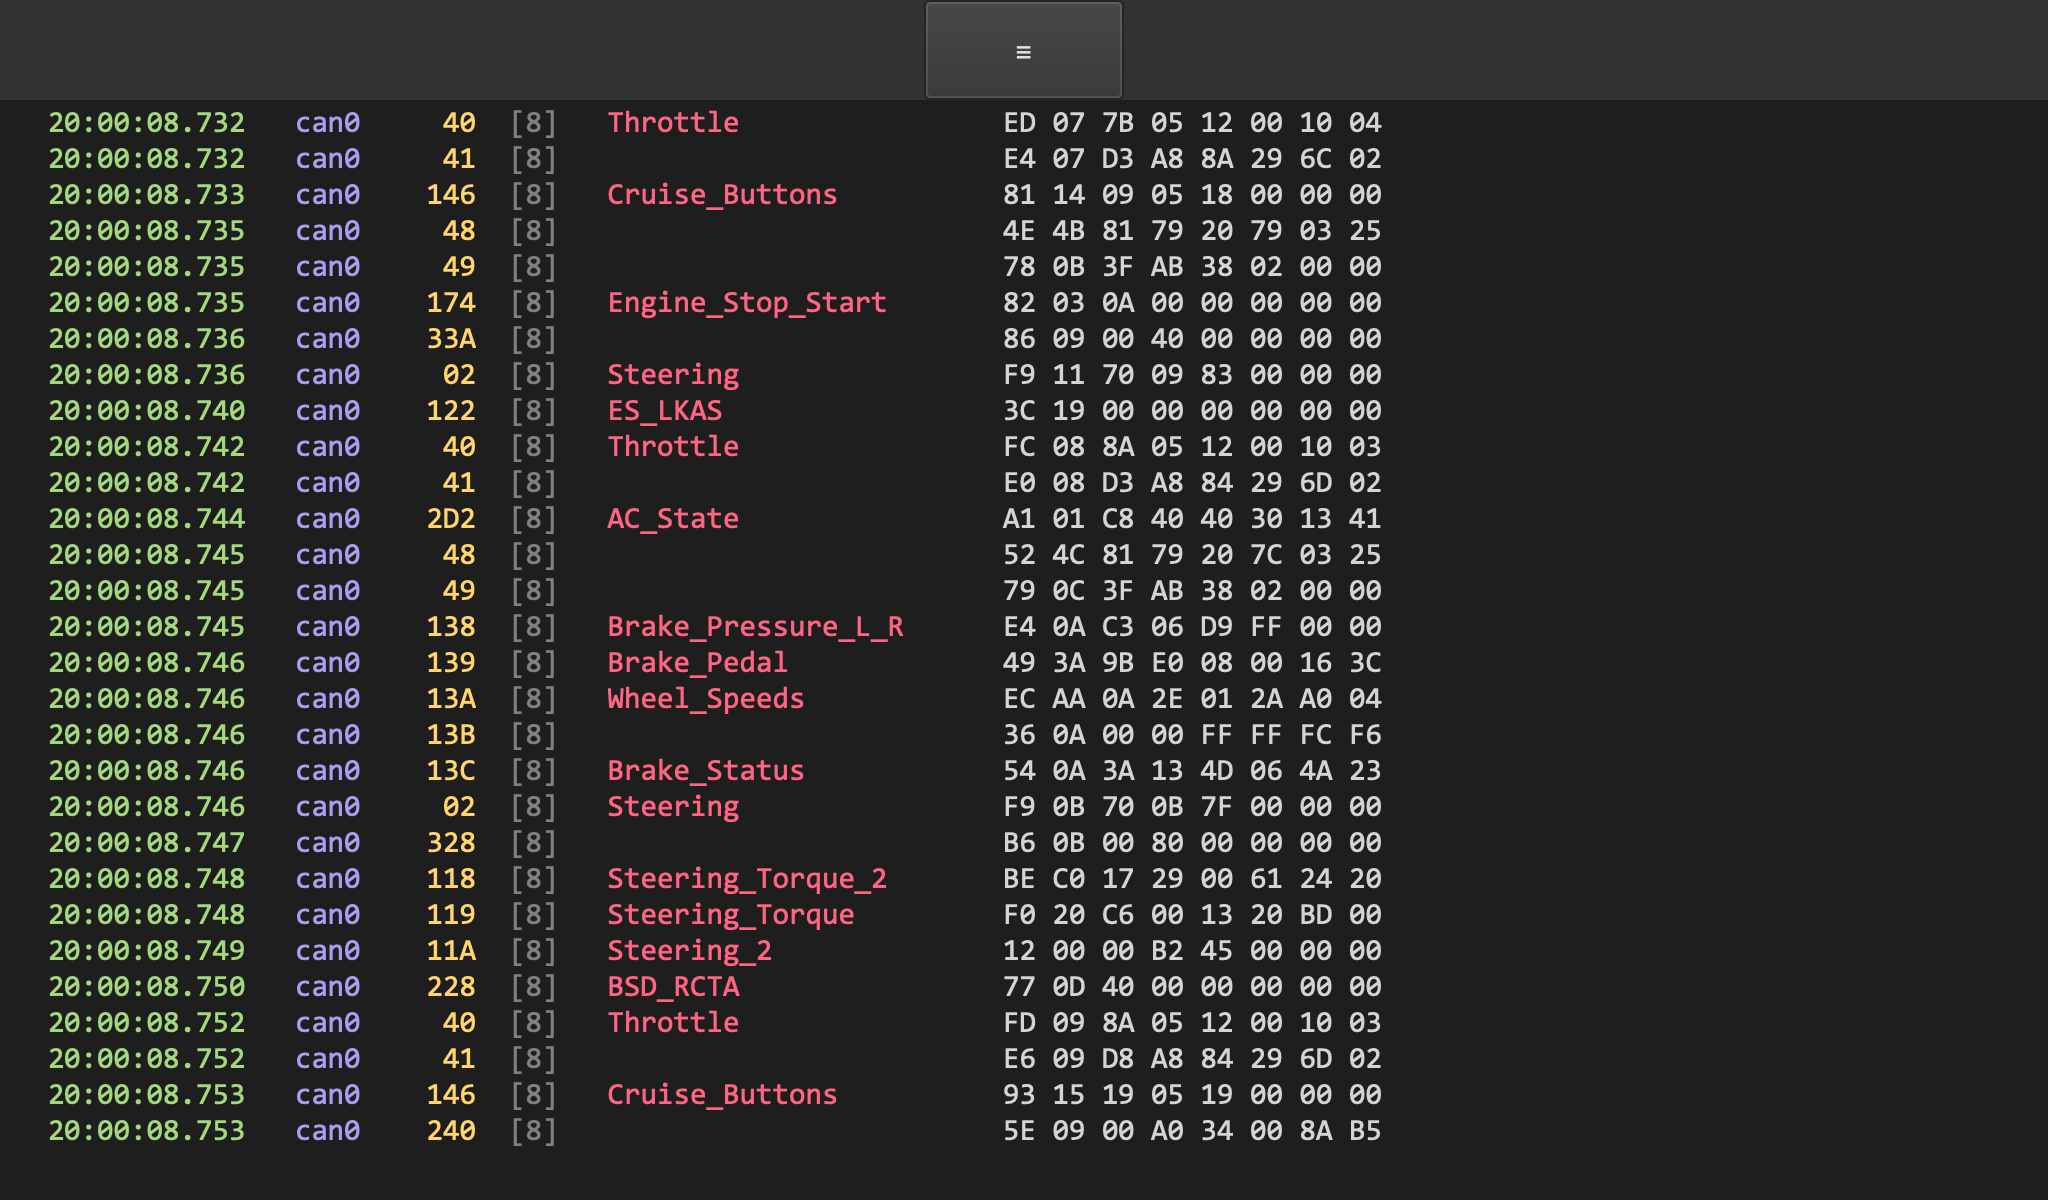 ≡
20:00:08.732 can0 40 [8] Throttle ED 07 7B 05 12 00 10 04
20:00:08.732 can0 41 [8] E4 07 D3 A8 8A 29 6C 02
20:00:08.733 can0 146 [8] Cruise_Buttons 81 14 09 05 18 00 00 00
20:00:08.735 can0 48 [8] 4E 4B 81 79 20 79 03 25
20:00:08.735 can0 49 [8] 78 0B 3F AB 38 02 00 00
20:00:08.735 can0 174 [8] Engine_Stop_Start 82 03 0A 00 00 00 00 00
20:00:08.736 can0 33A [8] 86 09 00 40 00 00 00 00
20:00:08.736 can0 02 [8] Steering F9 11 70 09 83 00 00 00
20:00:08.740 can0 122 [8] ES_LKAS 3C 19 00 00 00 00 00 00
20:00:08.742 can0 40 [8] Throttle FC 08 8A 05 12 00 10 03
20:00:08.742 can0 41 [8] E0 08 D3 A8 84 29 6D 02
20:00:08.744 can0 2D2 [8] AC_State A1 01 C8 40 40 30 13 41
20:00:08.745 can0 48 [8] 52 4C 81 79 20 7C 03 25
20:00:08.745 can0 49 [8] 79 0C 3F AB 38 02 00 00
20:00:08.745 can0 138 [8] Brake_Pressure_L_R E4 0A C3 06 D9 FF 00 00
20:00:08.746 can0 139 [8] Brake_Pedal 49 3A 9B E0 08 00 16 3C
20:00:08.746 can0 13A [8] Wheel_Speeds EC AA 0A 2E 01 2A A0 04
20:00:08.746 can0 13B [8] 36 0A 00 00 FF FF FC F6
20:00:08.746 can0 13C [8] Brake_Status 54 0A 3A 13 4D 06 4A 23
20:00:08.746 can0 02 [8] Steering F9 0B 70 0B 7F 00 00 00
20:00:08.747 can0 328 [8] B6 0B 00 80 00 00 00 00
20:00:08.748 can0 118 [8] Steering_Torque_2 BE C0 17 29 00 61 24 20
20:00:08.748 can0 119 [8] Steering_Torque F0 20 C6 00 13 20 BD 00
20:00:08.749 can0 11A [8] Steering_2 12 00 00 B2 45 00 00 00
20:00:08.750 can0 228 [8] BSD_RCTA 77 0D 40 00 00 00 00 00
20:00:08.752 can0 40 [8] Throttle FD 09 8A 05 12 00 10 03
20:00:08.752 can0 41 [8] E6 09 D8 A8 84 29 6D 02
20:00:08.753 can0 146 [8] Cruise_Buttons 93 15 19 05 19 00 00 00
20:00:08.753 can0 240 [8] 5E 09 00 A0 34 00 8A B5